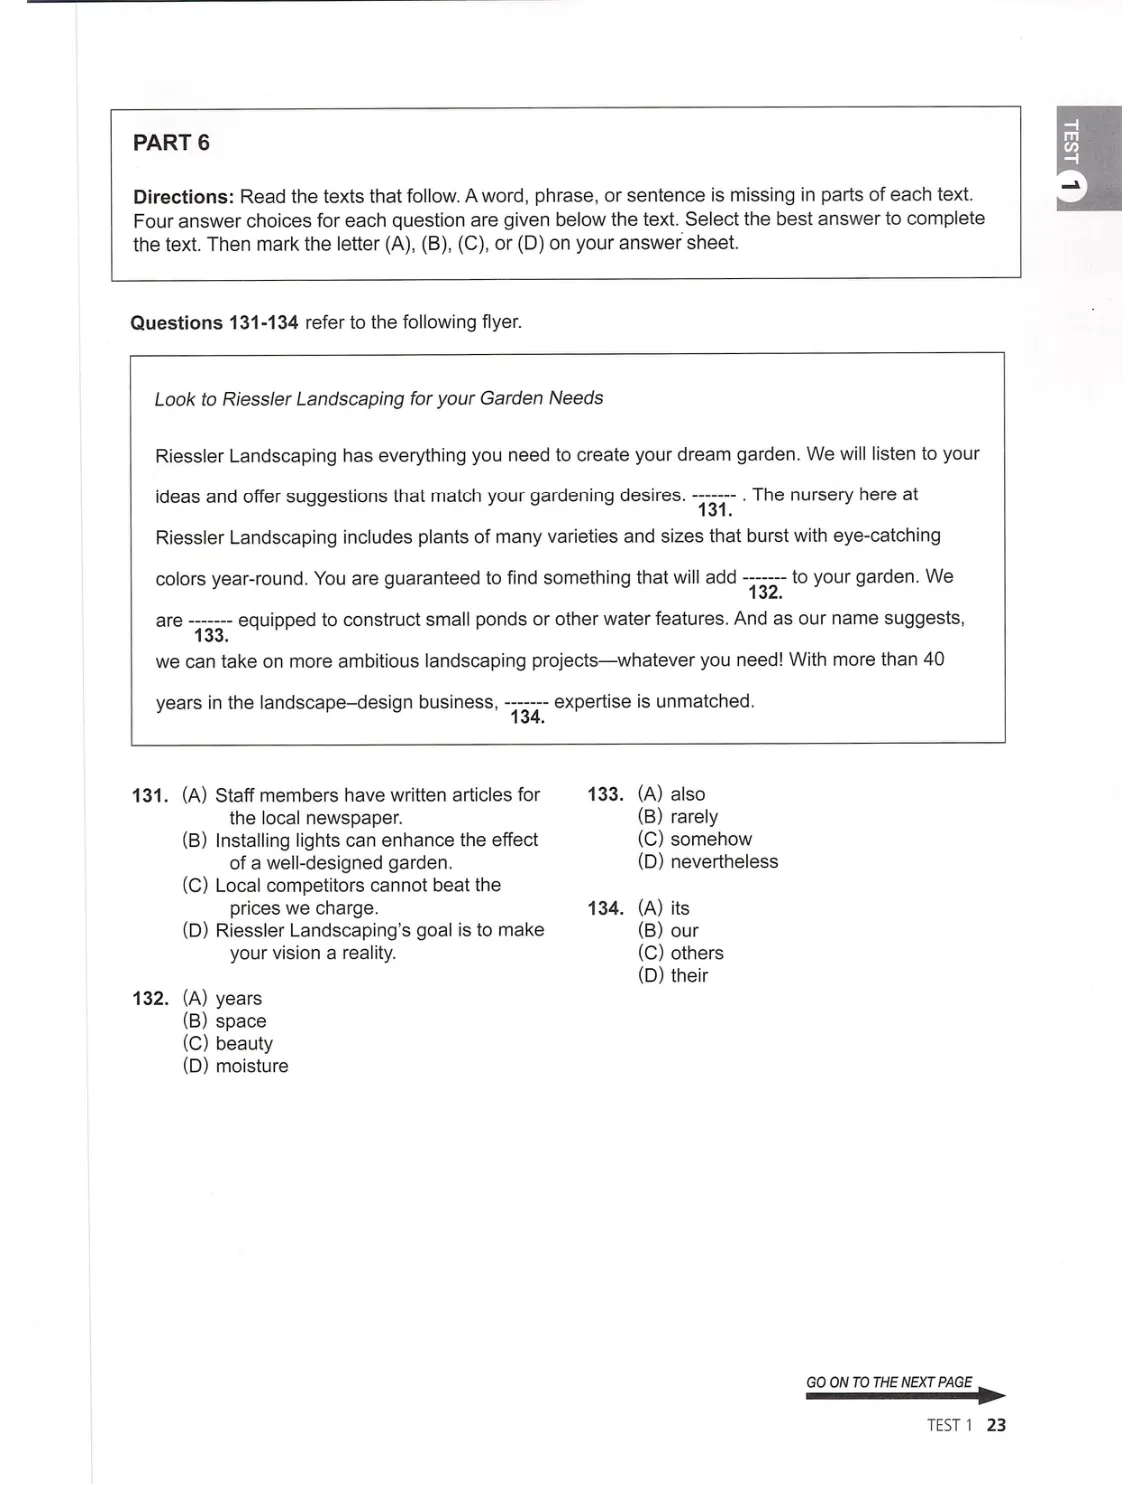 TEST 1
PART 6
Directions: Read the texts that follow. A word, phrase, or sentence is missing in parts of each text.
Four answer choices for each question are given below the text. Select the best answer to complete
the text. Then mark the letter (A), (B), (C), or (D) on your answer sheet.
Questions 131-134 refer to the following flyer.
Look to Riessler Landscaping for your Garden Needs
Riessler Landscaping has everything you need to create your dream garden. We will listen to your
ideas and offer suggestions that match your gardening desires. ------- . The nursery here at
131.
Riessler Landscaping includes plants of many varieties and sizes that burst with eye-catching
colors year-round. You are guaranteed to find something that will add ------- to your garden. We
132.
are ------- equipped to construct small ponds or other water features. And as our name suggests,
133.
we can take on more ambitious landscaping projects—whatever you need! With more than 40
years in the landscape–design business, ------- expertise is unmatched.
134.
131. (A) Staff members have written articles for
the local newspaper.
(B) Installing lights can enhance the effect
of a well-designed garden.
(C) Local competitors cannot beat the
prices we charge.
(D) Riessler Landscaping's goal is to make
your vision a reality.
132. (A) years
(B) space
(C) beauty
(D) moisture
133. (A) also
(B) rarely
(C) somehow
(D) nevertheless
134. (A) its
(B) our
(C) others
(D) their
GO ON TO THE NEXT PAGE
TEST 1 23